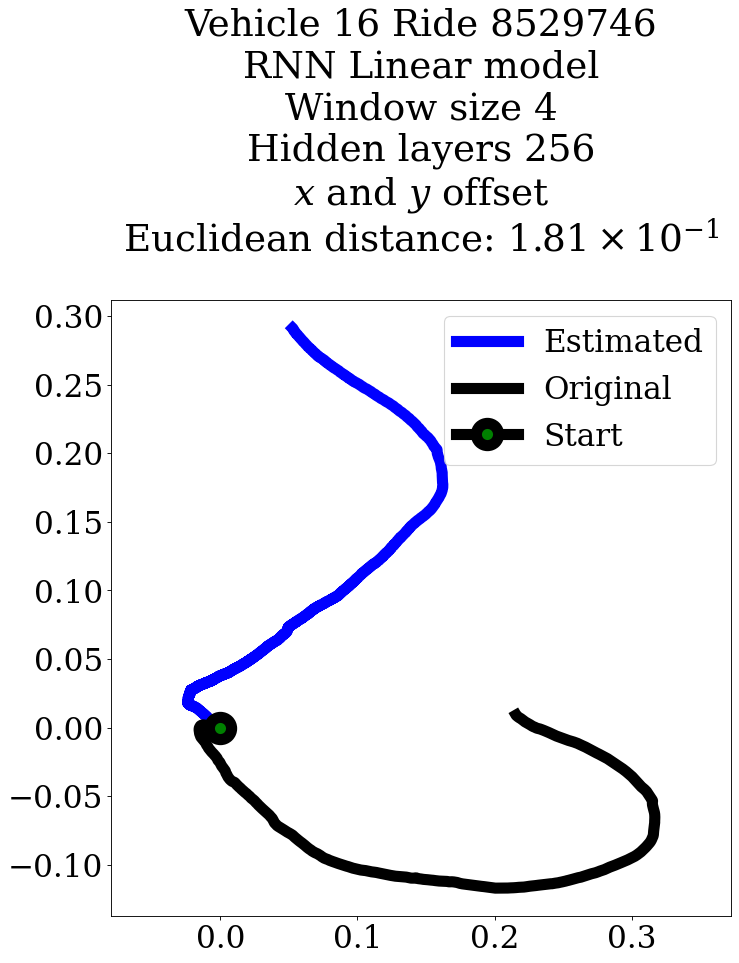 Vehicle 16 Ride 8529746
RNN Linear model
Window size 4
Hidden layers 256
x and y offset
Euclidean distance: 1.81 × 10⁻¹
Estimated
Original
Start
0.30
0.25
0.20
0.15
0.10
0.05
0.00
−0.05
−0.10
0.0 0.1 0.2 0.3